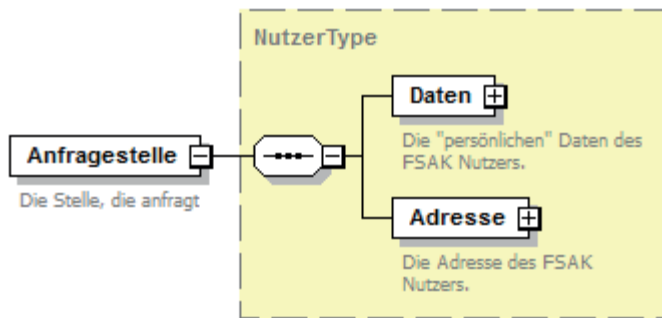 NutzerType
Daten
Die "persönlichen" Daten des
FSAK Nutzers.
Anfragestelle
Die Stelle, die anfragt
Adresse
Die Adresse des FSAK
Nutzers.